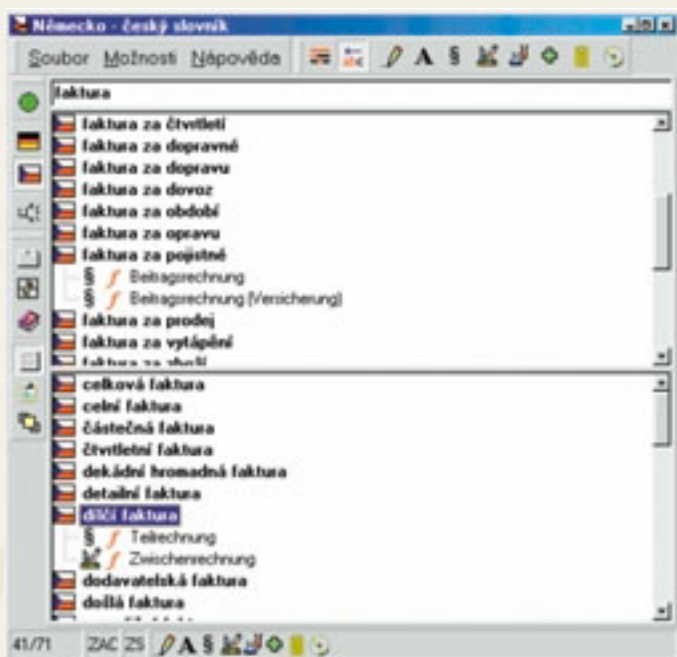 Německo - český slovník
Soubor Možnosti Nápověda
faktura
faktura za čtvrtletí
faktura za dopravné
faktura za dopravu
faktura za dovoz
faktura za období
faktura za opravu
faktura za pojistné
§ f Beitragsrechnung
§ f Beitragsrechnung (Versicherung)
faktura za prodej
faktura za vytápění
faktura za zboží
celková faktura
celní faktura
částečná faktura
čtvrtletní faktura
dekádní hromadná faktura
detailní faktura
dílčí faktura
§ f Teilrechnung
f Zwischenrechnung
dodavatelská faktura
došlá faktura
41/71 ZAC ZS A §